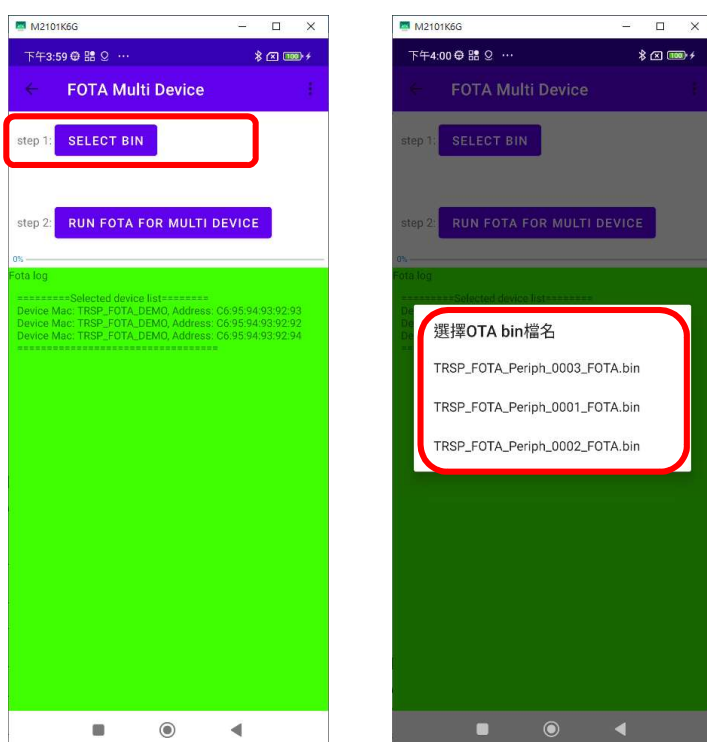 M2101K6G
下午3:59
FOTA Multi Device
step 1: SELECT BIN
step 2: RUN FOTA FOR MULTI DEVICE
0%
Fota log
=========Selected device list========
Device Mac: TRSP_FOTA_DEMO, Address: C6:95:94:93:92:93
Device Mac: TRSP_FOTA_DEMO, Address: C6:95:94:93:92:92
Device Mac: TRSP_FOTA_DEMO, Address: C6:95:94:93:92:94
==================================
M2101K6G
下午4:00
FOTA Multi Device
step 1: SELECT BIN
step 2: RUN FOTA FOR MULTI DEVICE
0%
Fota log
=========Selected device list========
選擇OTA bin檔名
TRSP_FOTA_Periph_0003_FOTA.bin
TRSP_FOTA_Periph_0001_FOTA.bin
TRSP_FOTA_Periph_0002_FOTA.bin